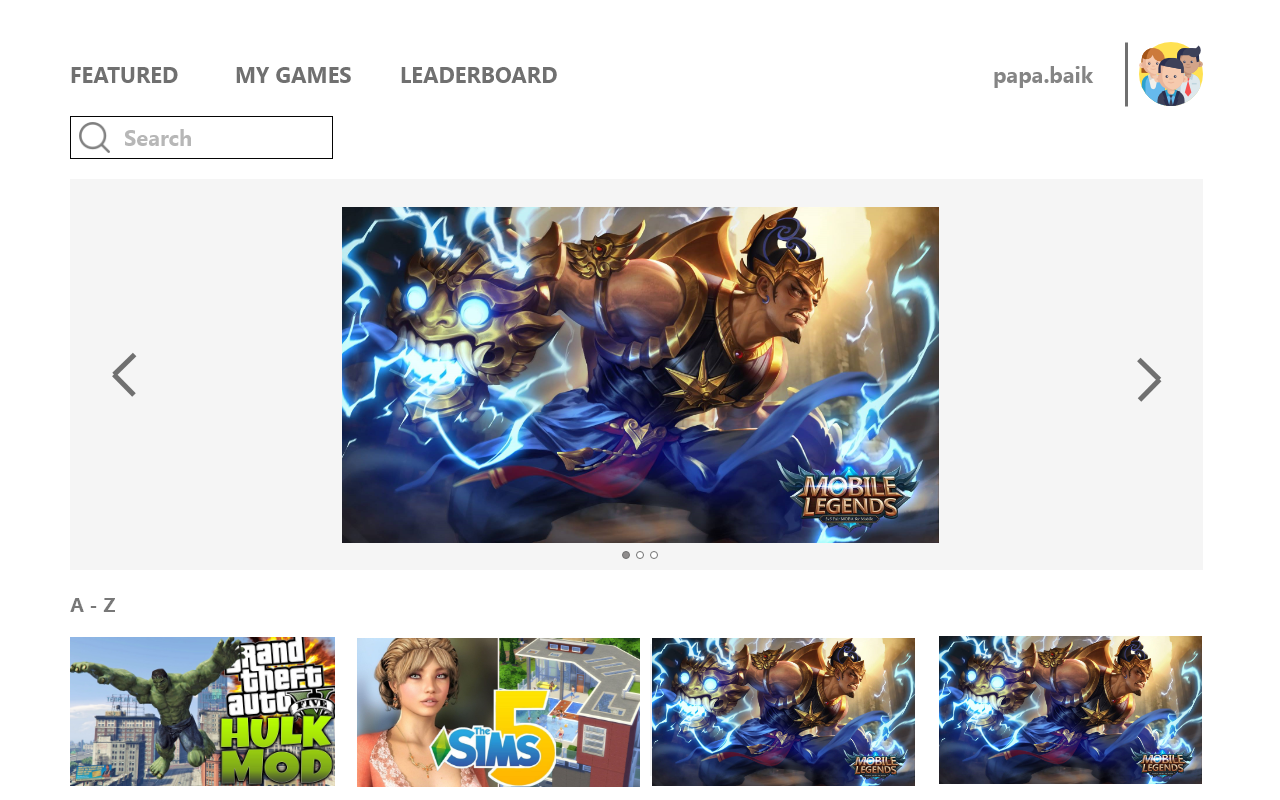 FEATURED MY GAMES LEADERBOARD papa.baik
Search
MOBILE
LEGENDS
A - Z
grand
theft
auto
FIVE
HULK
MOD
The
SIMS 5
MOBILE
LEGENDS
MOBILE
LEGENDS